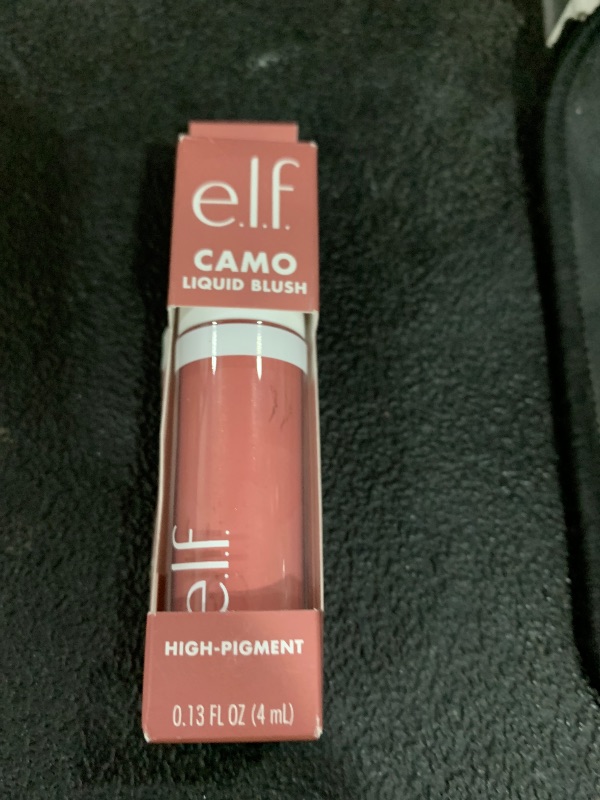 e.l.f.
CAMO
LIQUID BLUSH
e.l.f.
HIGH-PIGMENT
0.13 FL OZ (4 mL)